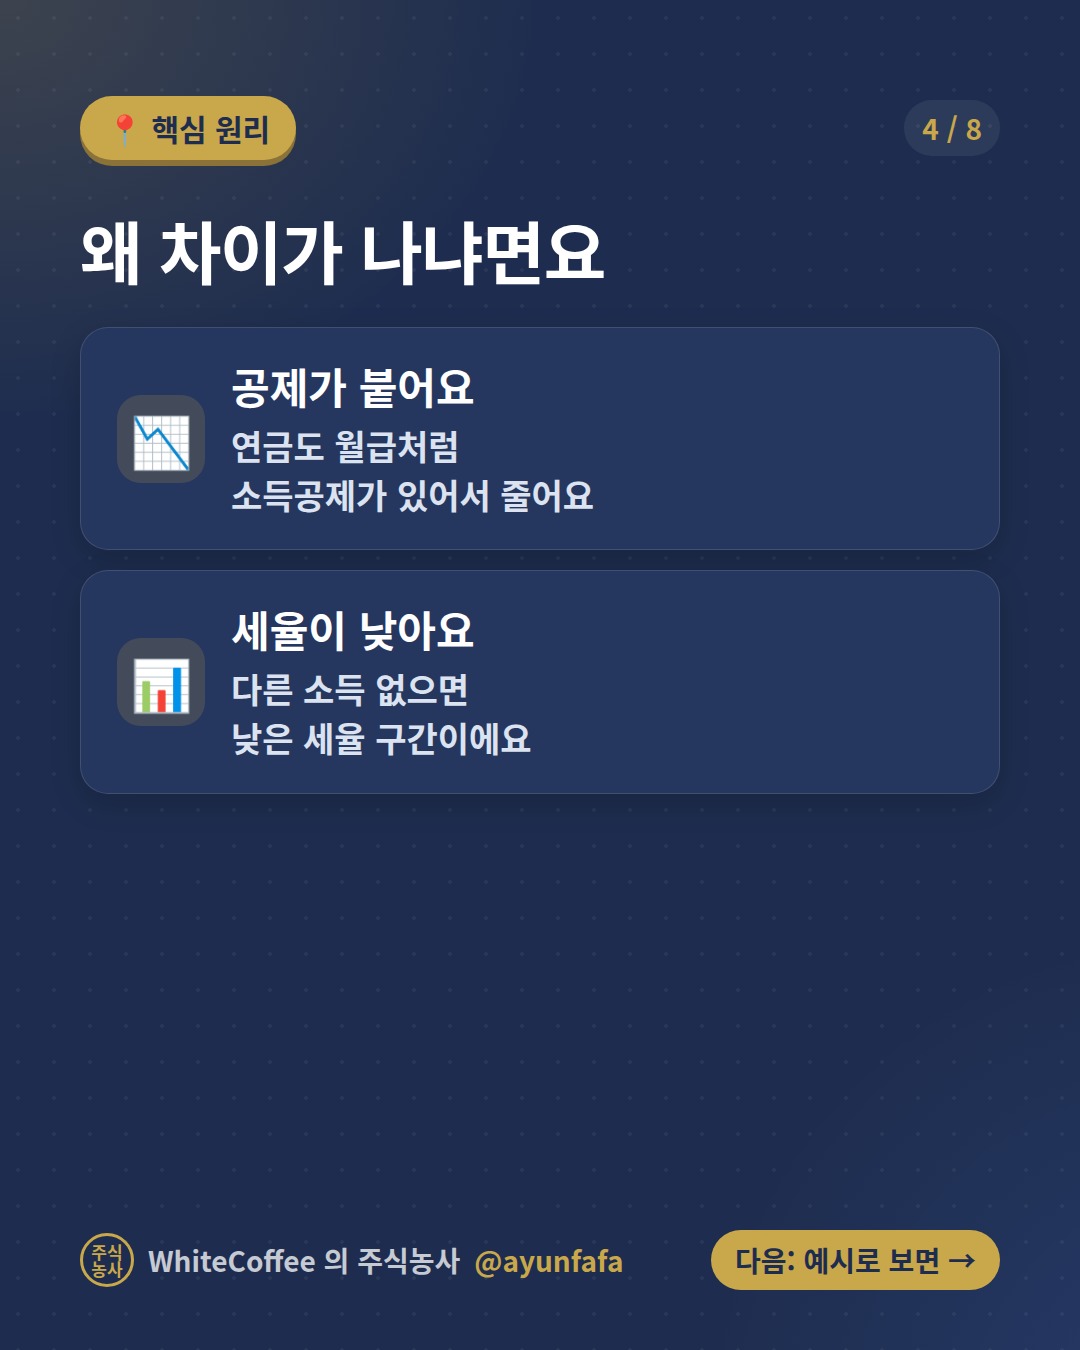 📍 핵심 원리
4 / 8
왜 차이가 나냐면요
공제가 붙어요
연금도 월급처럼
소득공제가 있어서 줄어요
세율이 낮아요
다른 소득 없으면
낮은 세율 구간이에요
주식
농사
WhiteCoffee 의 주식농사 @ayunfafa
다음: 예시로 보면 →